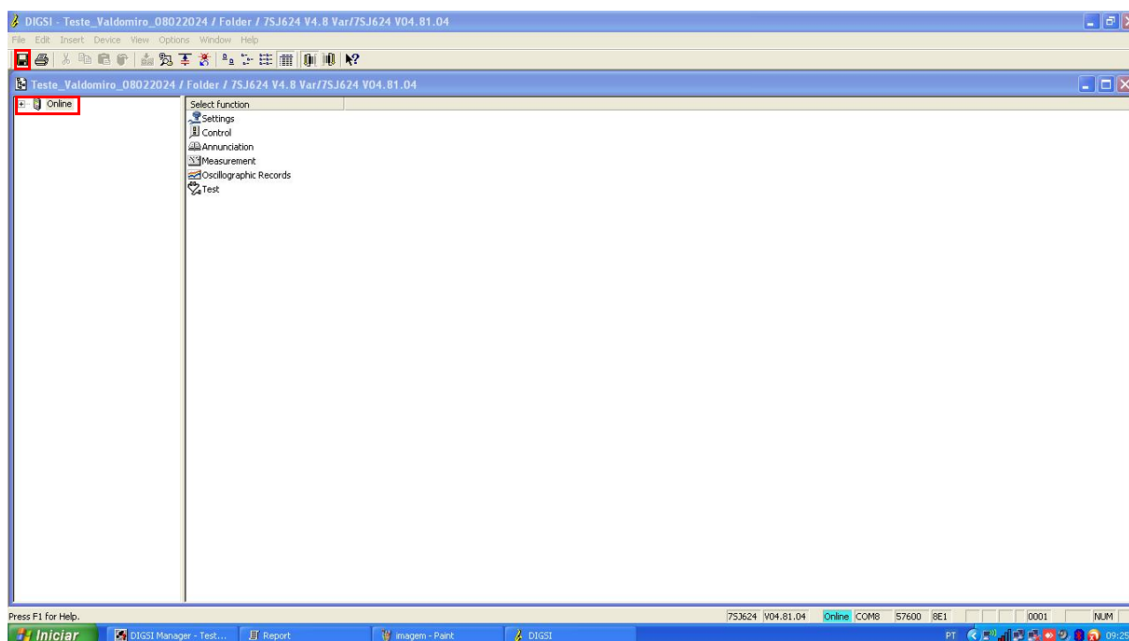 DIGSI - Teste_Valdomiro_08022024 / Folder / 7SJ624 V4.8 Var/7SJ624 V04.81.04
File Edit Insert Device View Options Window Help
Teste_Valdomiro_08022024 / Folder / 7SJ624 V4.8 Var/7SJ624 V04.81.04
Online
Select function
Settings
Control
Annunciation
Measurement
Oscillographic Records
Test
Press F1 for Help.
7SJ624 V04.81.04 Online COM8 57600 8E1 0001 NUM
Iniciar DIGSI Manager - Test... Report imagem - Paint DIGSI PT 09:25